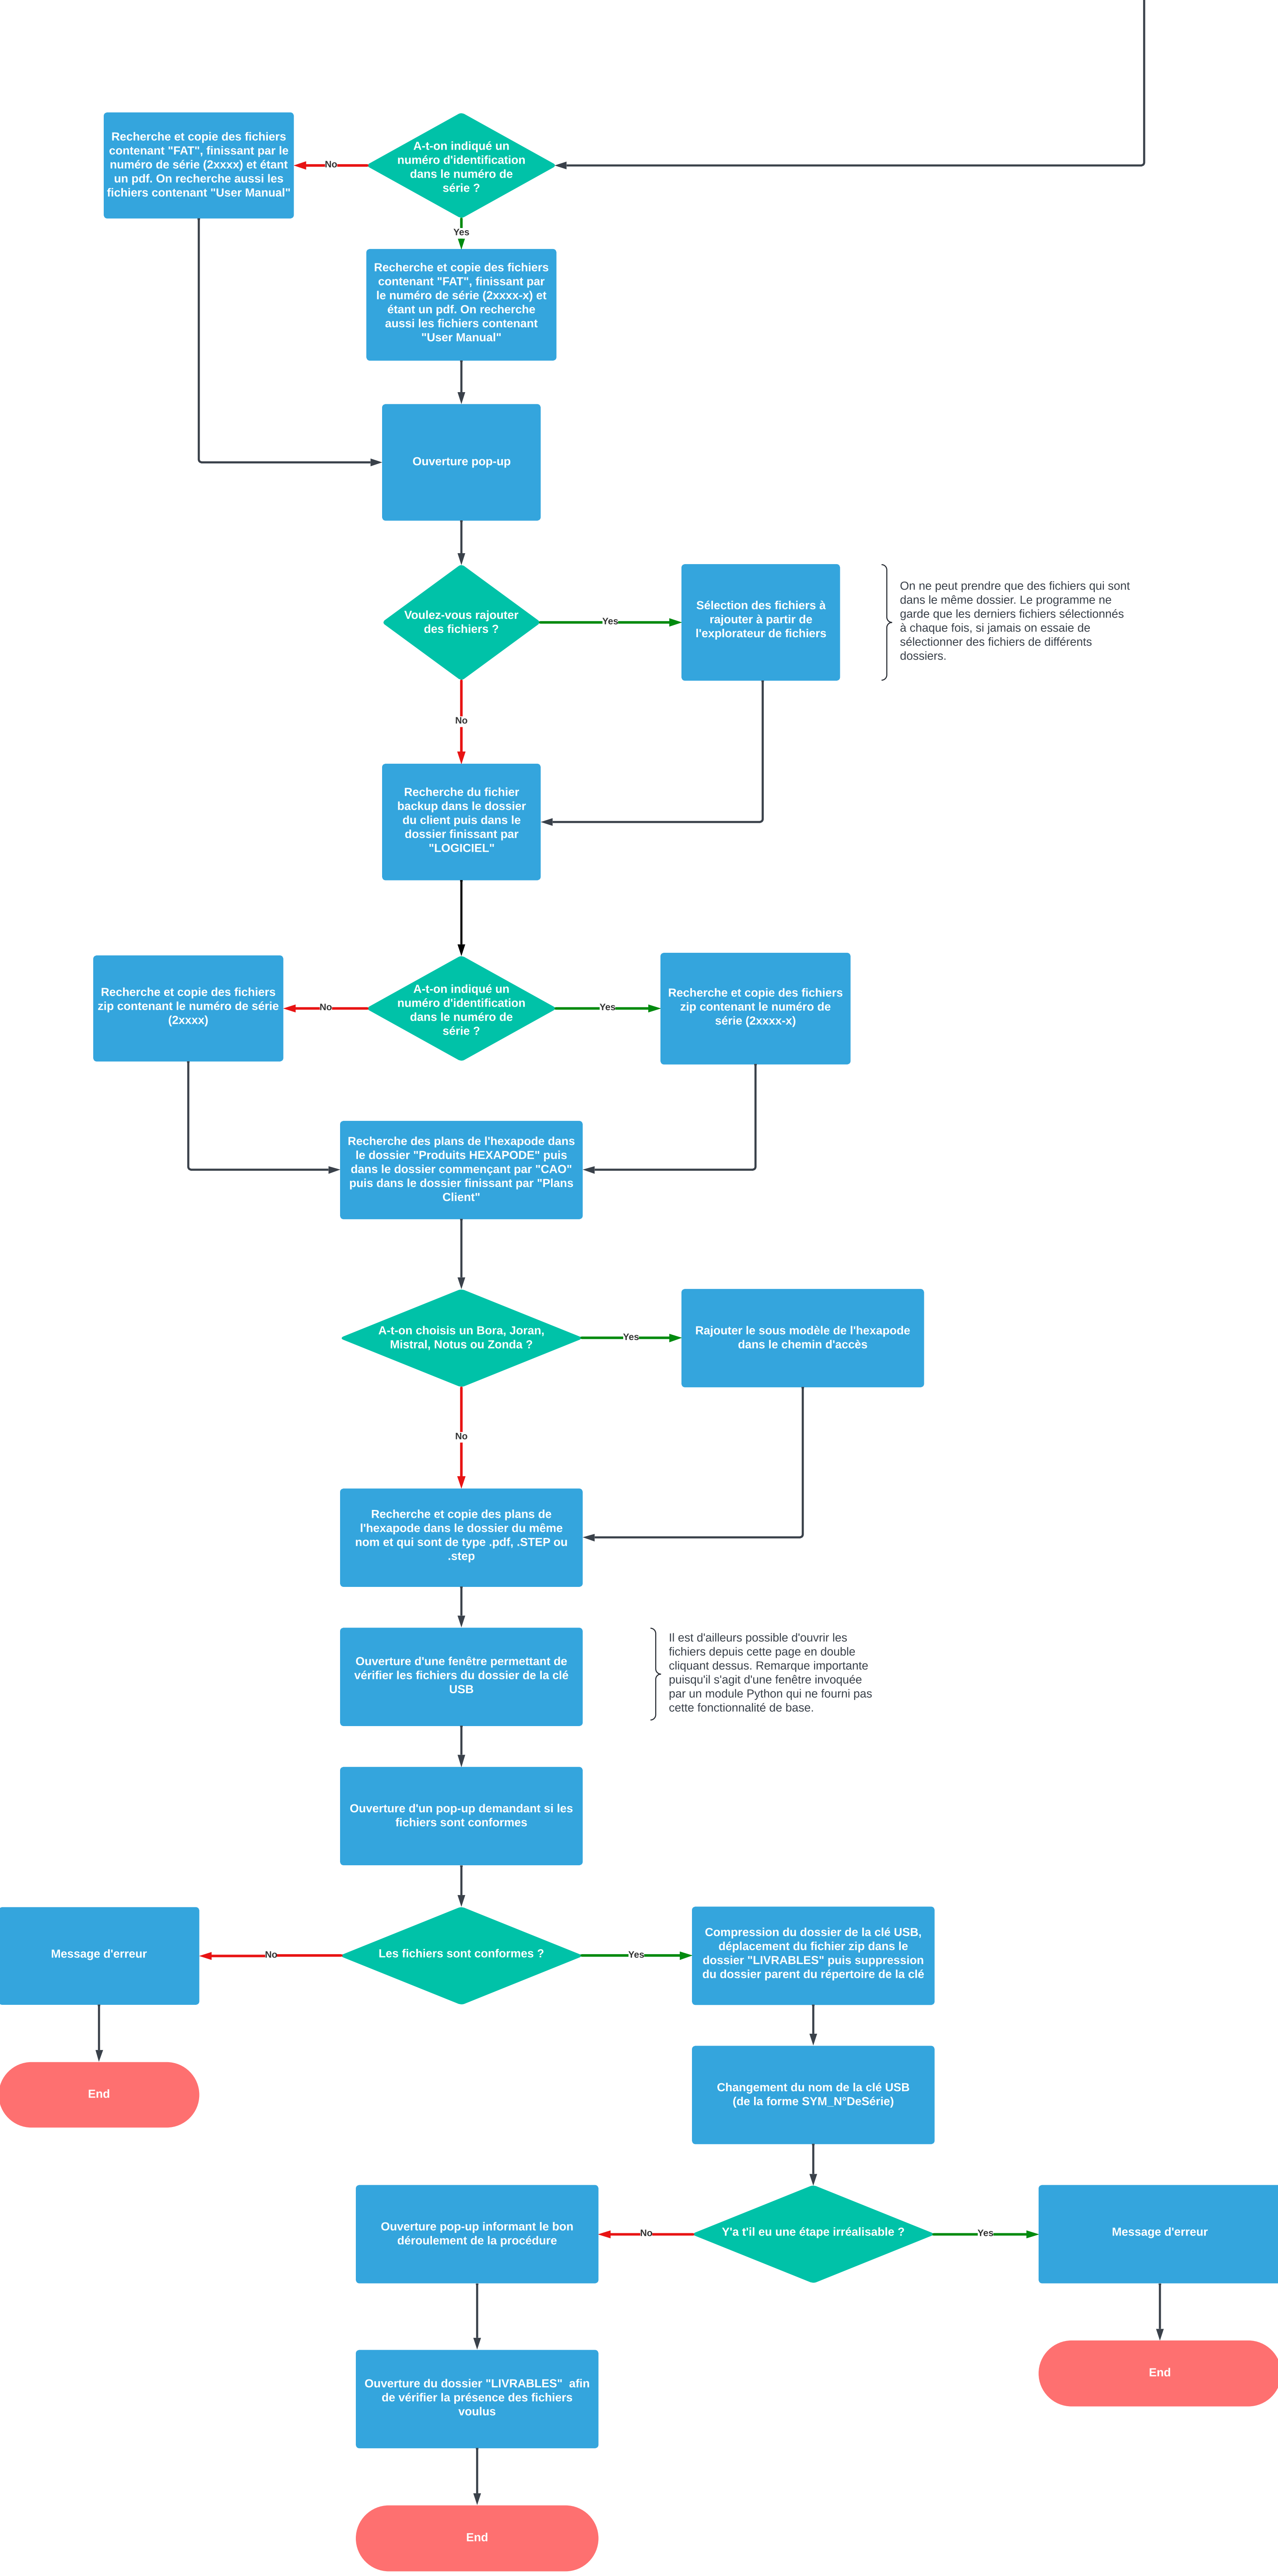 Recherche et copie des fichiers
contenant "FAT", finissant par le
numéro de série (2xxxx) et étant
un pdf. On recherche aussi les
fichiers contenant "User Manual"
No
A-t-on indiqué un
numéro d'identification
dans le numéro de
série ?
Yes
Recherche et copie des fichiers
contenant "FAT", finissant par
le numéro de série (2xxxx-x) et
étant un pdf. On recherche
aussi les fichiers contenant
"User Manual"
Ouverture pop-up
Voulez-vous rajouter
des fichiers ?
Yes
Sélection des fichiers à
rajouter à partir de
l'explorateur de fichiers
On ne peut prendre que des fichiers qui sont
dans le même dossier. Le programme ne
garde que les derniers fichiers sélectionnés
à chaque fois, si jamais on essaie de
sélectionner des fichiers de différents
dossiers.
No
Recherche du fichier
backup dans le dossier
du client puis dans le
dossier finissant par
"LOGICIEL"
Recherche et copie des fichiers
zip contenant le numéro de série
(2xxxx)
No
A-t-on indiqué un
numéro d'identification
dans le numéro de
série ?
Yes
Recherche et copie des fichiers
zip contenant le numéro de
série (2xxxx-x)
Recherche des plans de l'hexapode dans
le dossier "Produits HEXAPODE" puis
dans le dossier commençant par "CAO"
puis dans le dossier finissant par "Plans
Client"
A-t-on choisis un Bora, Joran,
Mistral, Notus ou Zonda ?
Yes
Rajouter le sous modèle de l'hexapode
dans le chemin d'accès
No
Recherche et copie des plans de
l'hexapode dans le dossier du même
nom et qui sont de type .pdf, .STEP ou
.step
Ouverture d'une fenêtre permettant de
vérifier les fichiers du dossier de la clé
USB
Il est d'ailleurs possible d'ouvrir les
fichiers depuis cette page en double
cliquant dessus. Remarque importante
puisqu'il s'agit d'une fenêtre invoquée
par un module Python qui ne fourni pas
cette fonctionnalité de base.
Ouverture d'un pop-up demandant si les
fichiers sont conformes
Message d'erreur
No
Les fichiers sont conformes ?
Yes
Compression du dossier de la clé USB,
déplacement du fichier zip dans le
dossier "LIVRABLES" puis suppression
du dossier parent du répertoire de la clé
End
Changement du nom de la clé USB
(de la forme SYM_N°DeSérie)
Ouverture pop-up informant le bon
déroulement de la procédure
No
Y'a t'il eu une étape irréalisable ?
Yes
Message d'erreur
Ouverture du dossier "LIVRABLES"  afin
de vérifier la présence des fichiers
voulus
End
End